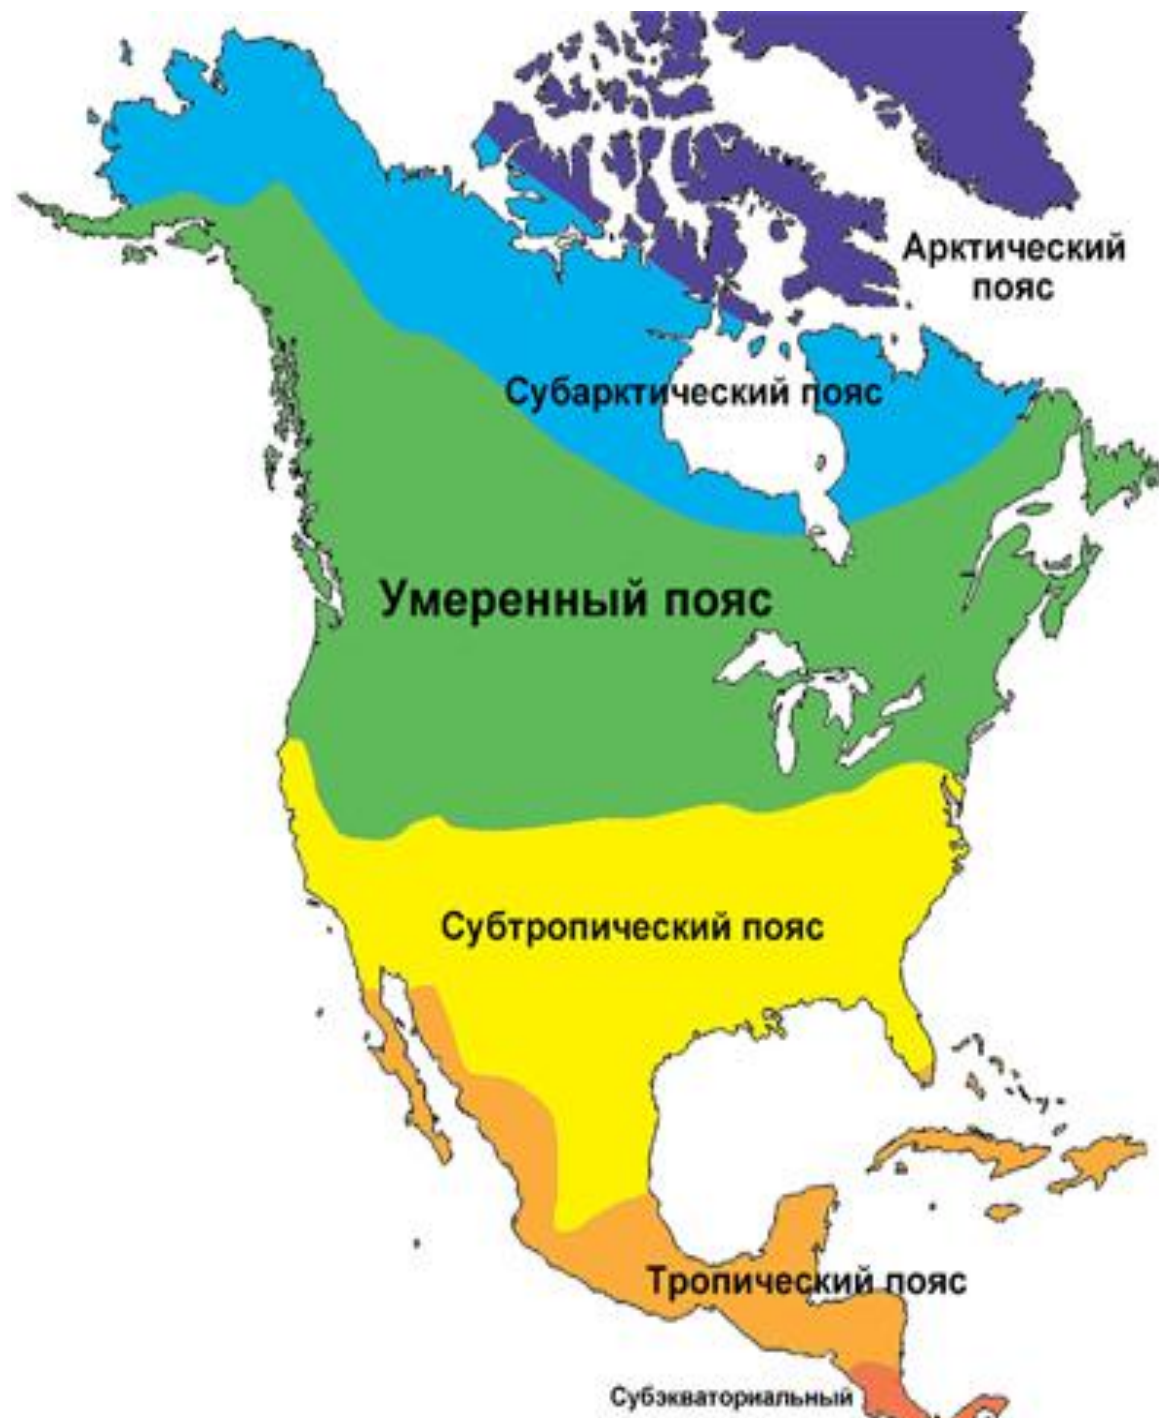 Арктический
пояс
Субарктический пояс
Умеренный пояс
Субтропический пояс
Тропический пояс
Субэкваториальный